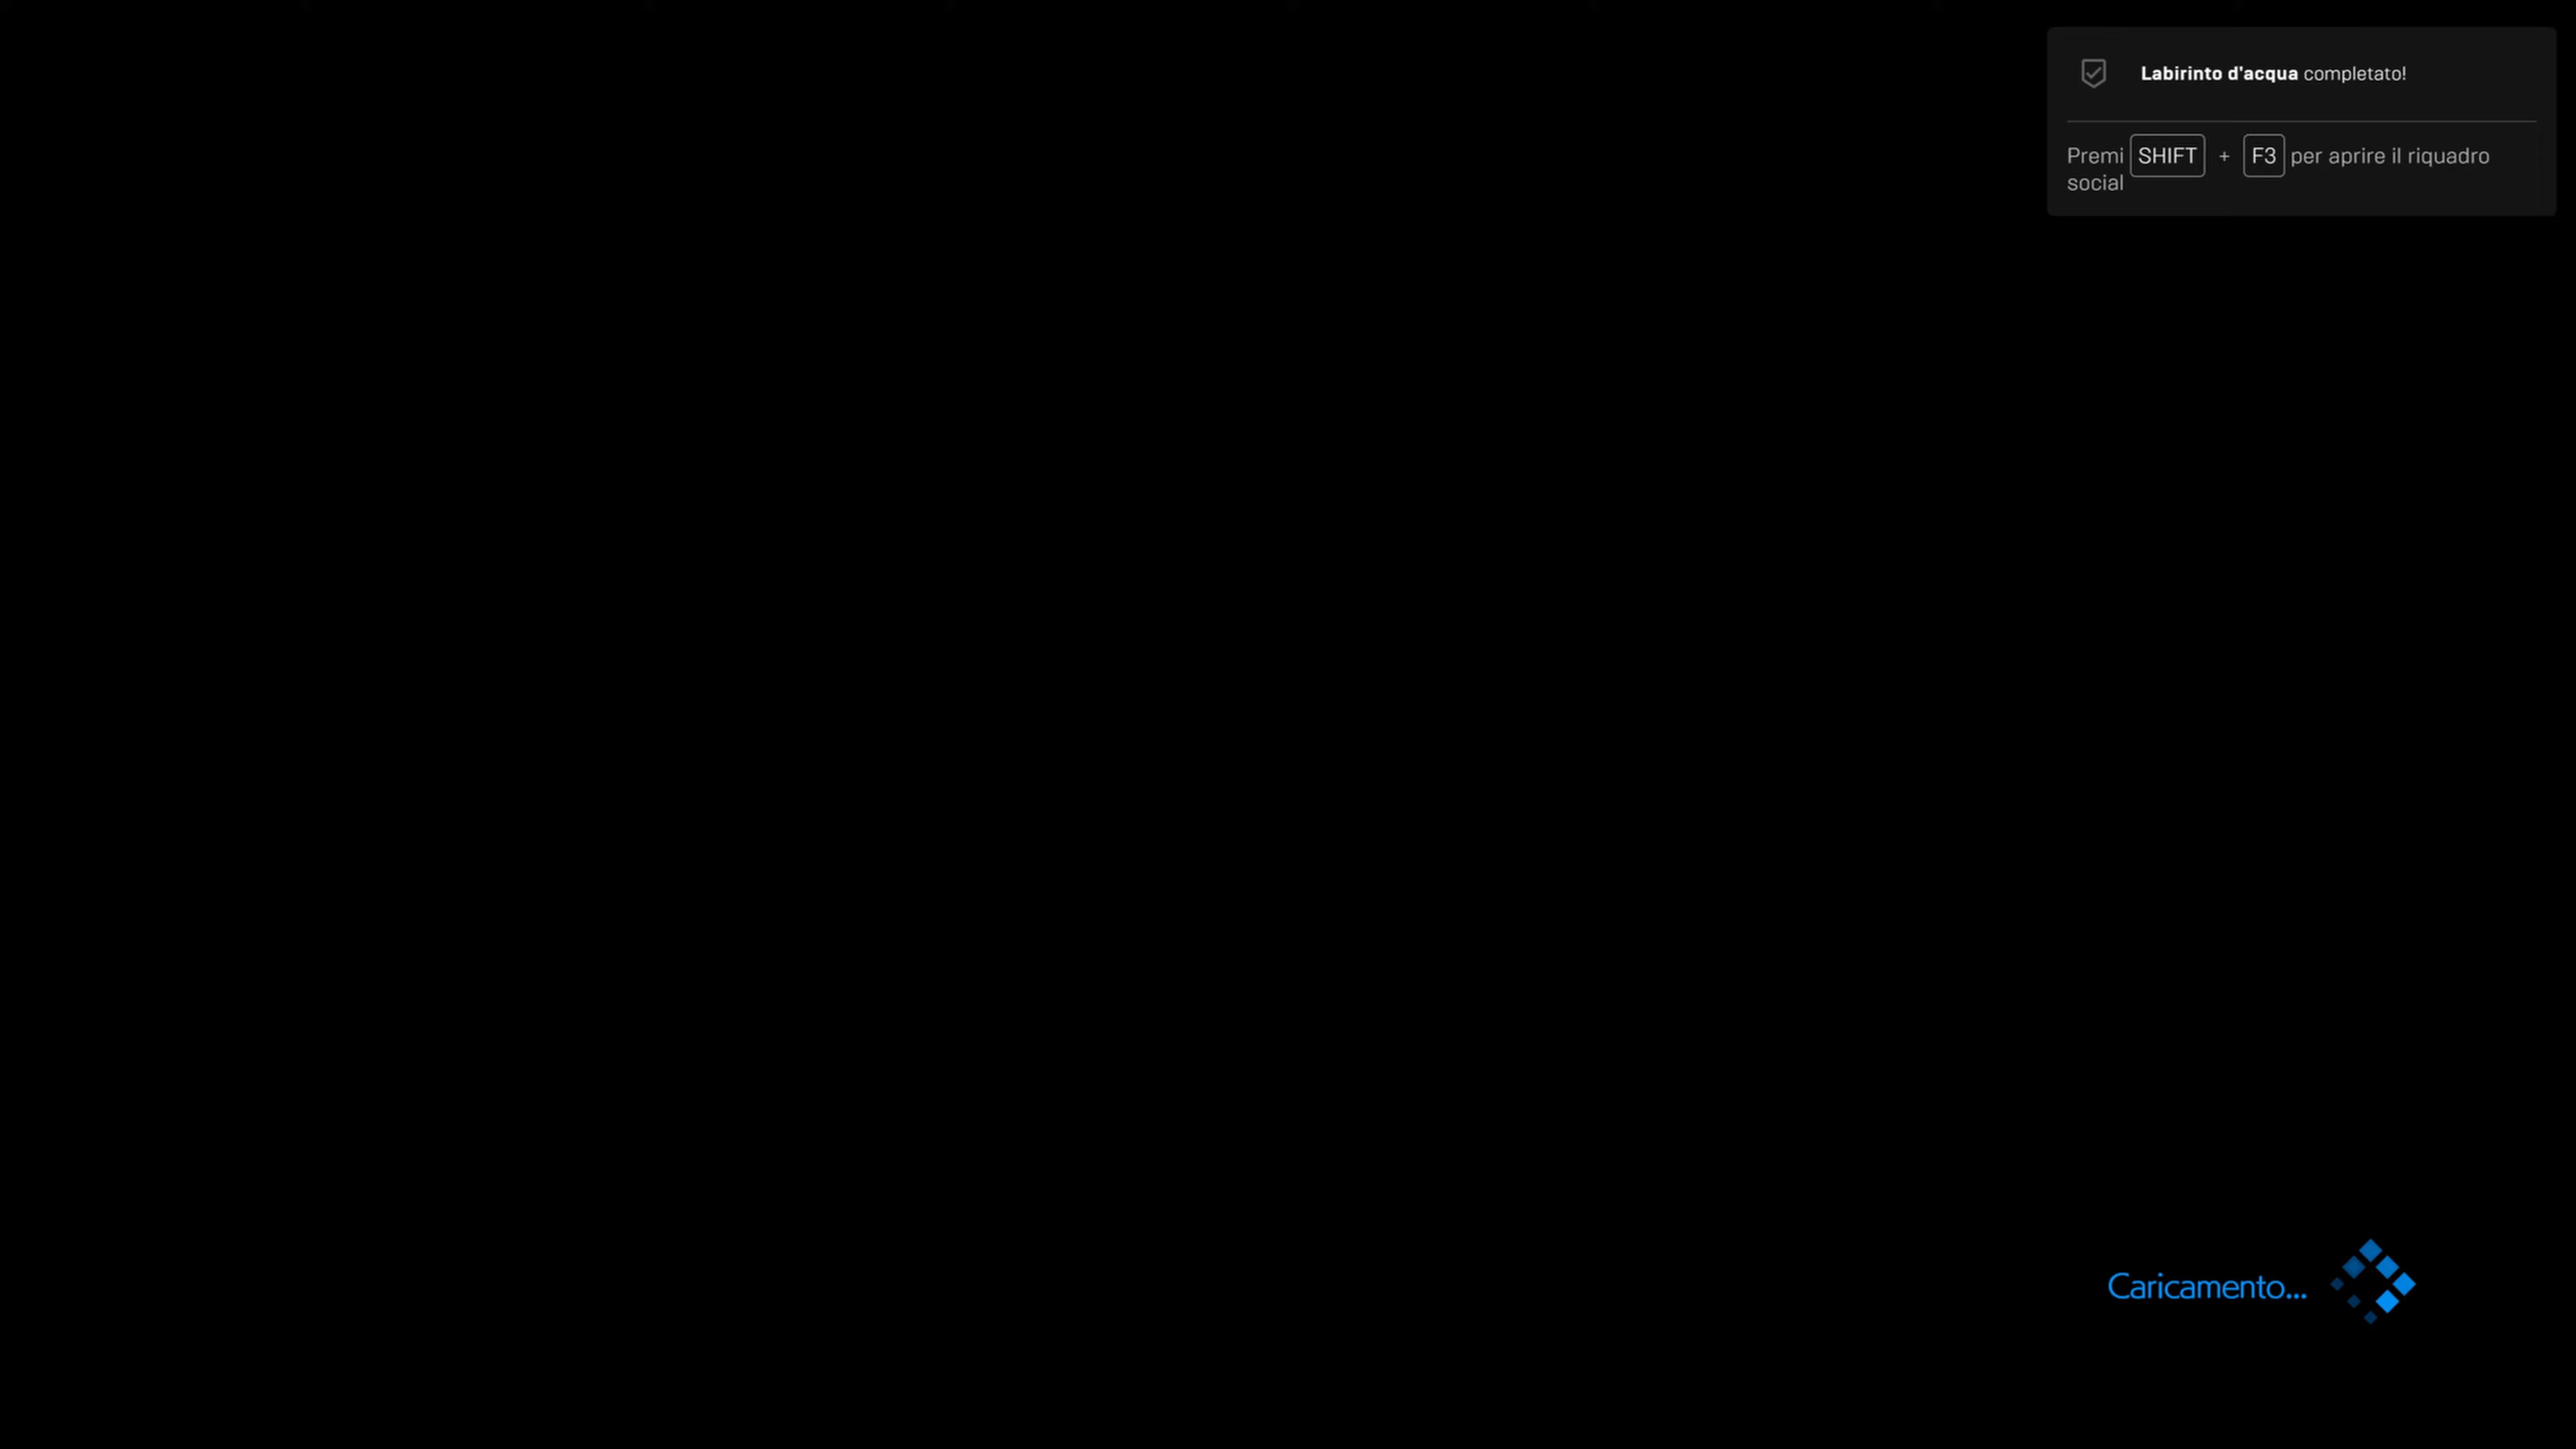 Labirinto d'acqua completato!
Premi SHIFT + F3 per aprire il riquadro
social
Caricamento...